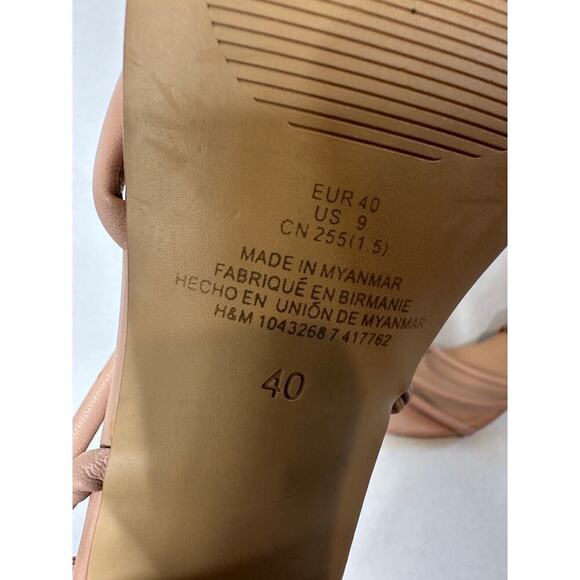 EUR 40
US 9
CN 255(1.5)
MADE IN MYANMAR
FABRIQUÉ EN BIRMANIE
HECHO EN UNIÓN DE MYANMAR
H&M 1043268 7 417762
40